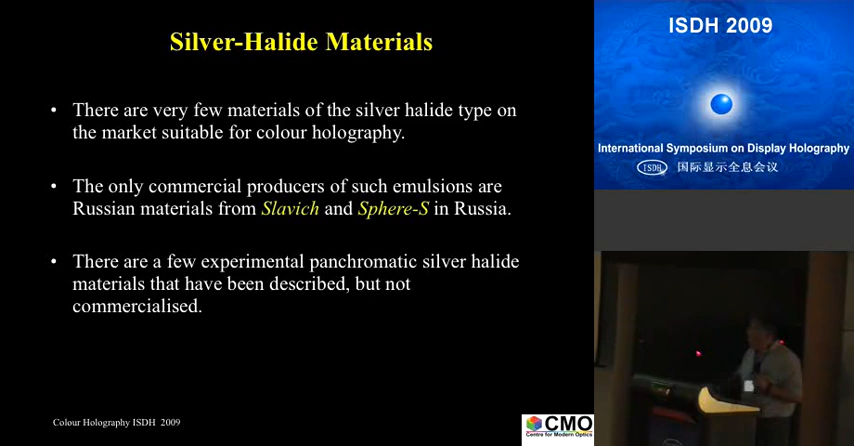 Silver-Halide Materials
• There are very few materials of the silver halide type on
the market suitable for colour holography.
• The only commercial producers of such emulsions are
Russian materials from Slavich and Sphere-S in Russia.
• There are a few experimental panchromatic silver halide
materials that have been described, but not
commercialised.
Colour Holography ISDH 2009
CMO
Centre for Modern Optics
ISDH 2009
International Symposium on Display Holography
ISDH 国际显示全息会议